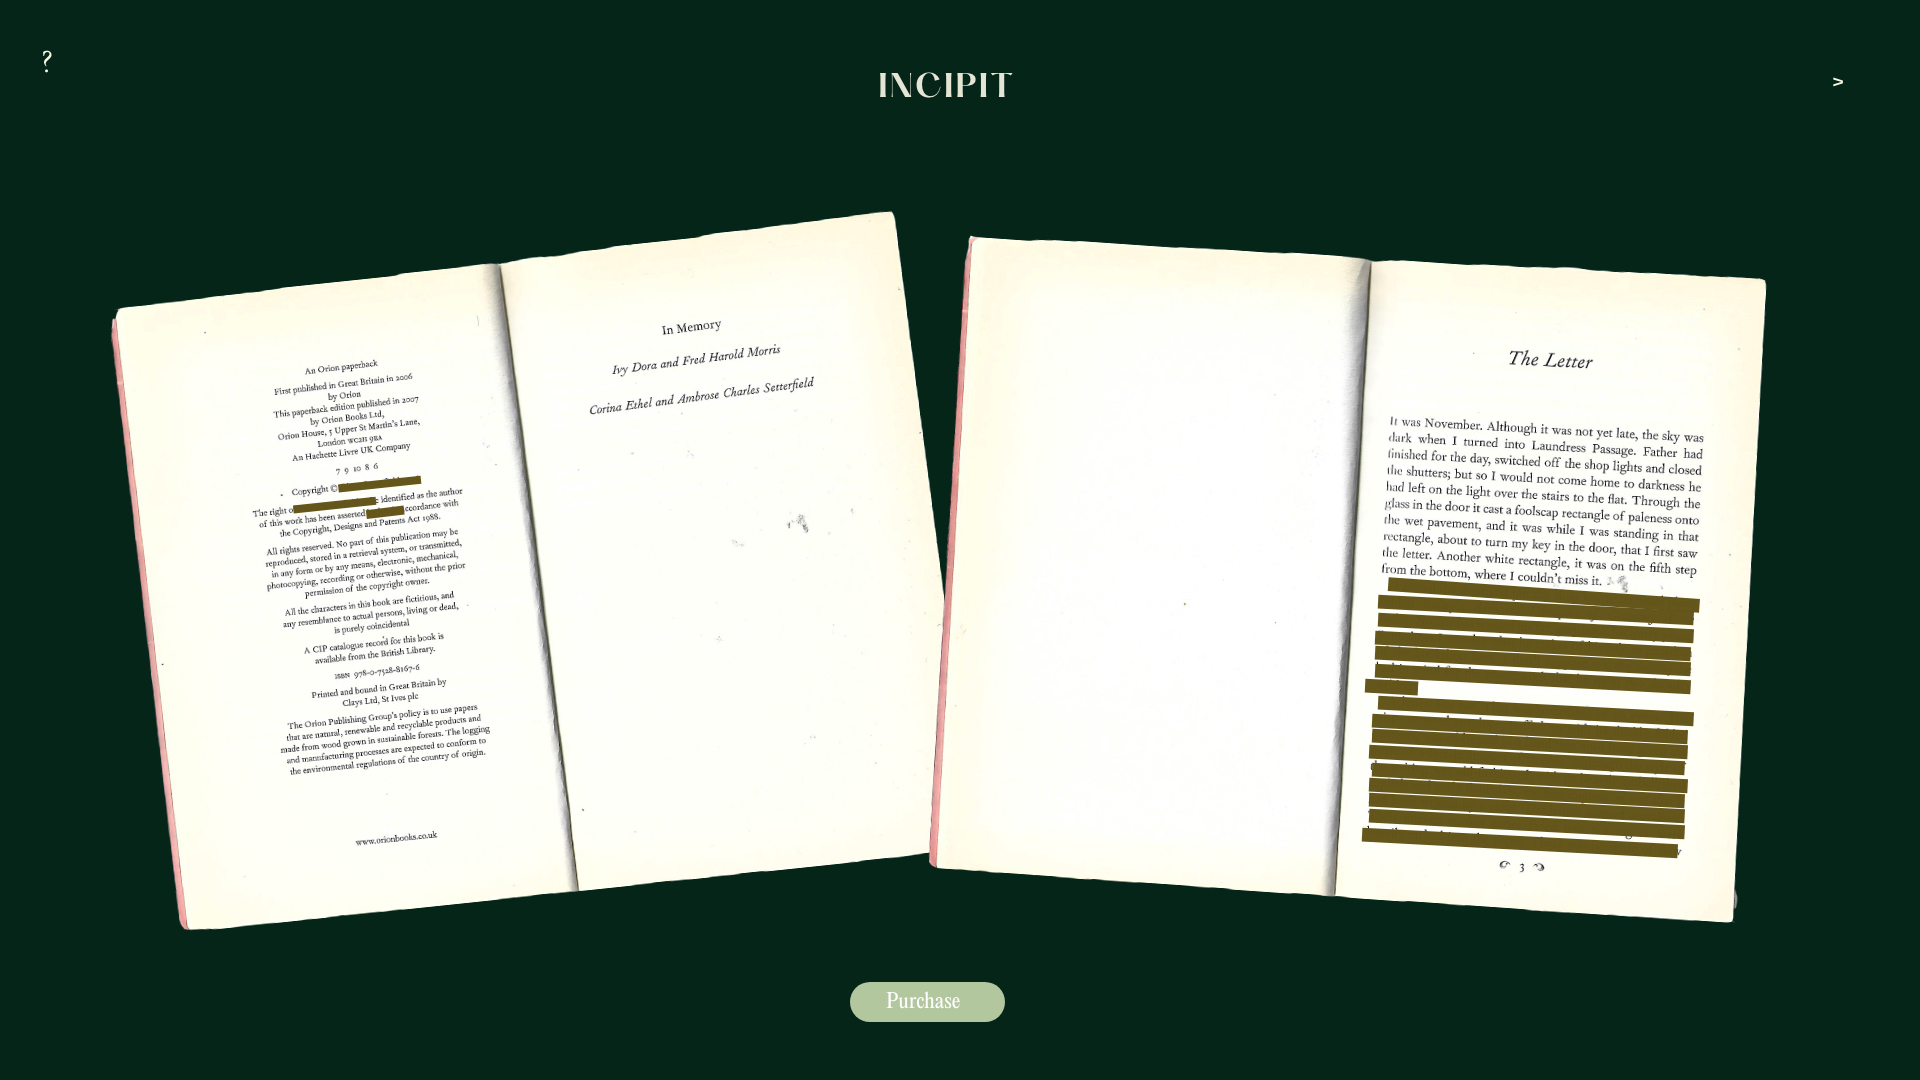 ?
INCIPIT
>
An Orion paperback
First published in Great Britain in 2006
by Orion
This paperback edition published in 2007
by Orion Books Ltd,
Orion House, 5 Upper St Martin's Lane,
London WC2H 9EA
An Hachette Livre UK Company
7 9 10 8 6
Copyright ©
The right identified as the author
of this work has been asserted accordance with
the Copyright, Designs and Patents Act 1988.
All rights reserved. No part of this publication may be
reproduced, stored in a retrieval system, or transmitted,
in any form or by any means, electronic, mechanical,
photocopying, recording or otherwise, without the prior
permission of the copyright owner.
All the characters in this book are fictitious, and
any resemblance to actual persons, living or dead,
is purely coincidental
A CIP catalogue record for this book is
available from the British Library.
ISBN 978-0-7528-8167-6
Printed and bound in Great Britain by
Clays Ltd, St Ives plc
The Orion Publishing Group's policy is to use papers
that are natural, renewable and recyclable products and
made from wood grown in sustainable forests. The logging
and manufacturing processes are expected to conform to
the environmental regulations of the country of origin.
www.orionbooks.co.uk
In Memory
Ivy Dora and Fred Harold Morris
Corina Ethel and Ambrose Charles Setterfield
The Letter
It was November. Although it was not yet late, the sky was
dark when I turned into Laundress Passage. Father had
finished for the day, switched off the shop lights and closed
the shutters; but so I would not come home to darkness he
had left on the light over the stairs to the flat. Through the
glass in the door it cast a foolscap rectangle of paleness onto
the wet pavement, and it was while I was standing in that
rectangle, about to turn my key in the door, that I first saw
the letter. Another white rectangle, it was on the fifth step
from the bottom, where I couldn't miss it.
3
Purchase